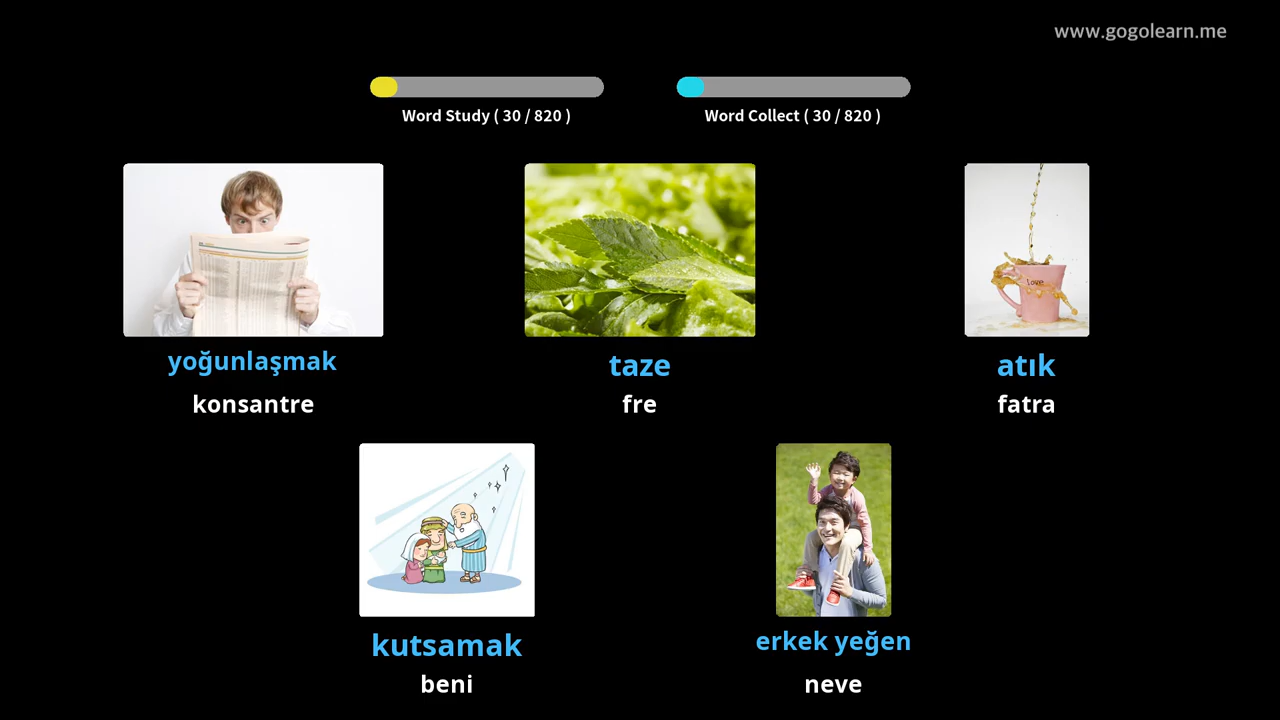 www.gogolearn.me
Word Study ( 30 / 820 )
Word Collect ( 30 / 820 )
yoğunlaşmak
konsantre
taze
fre
love
atık
fatra
kutsamak
beni
erkek yeğen
neve